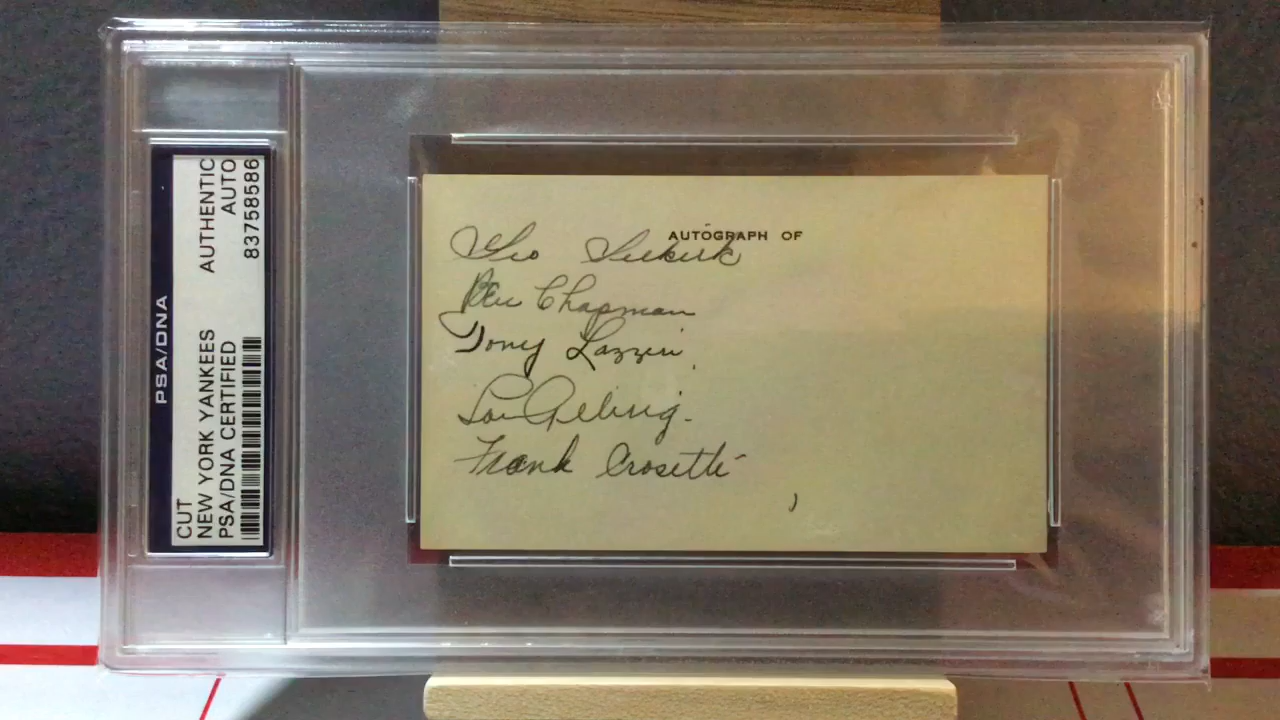 PSA/DNA
CUT
NEW YORK YANKEES
PSA/DNA CERTIFIED
AUTHENTIC
AUTO
83758586
AUTOGRAPH OF
Geo Selkirk
Ben Chapman
Tony Lazzeri
Lou Gehrig
Frank Crosetti